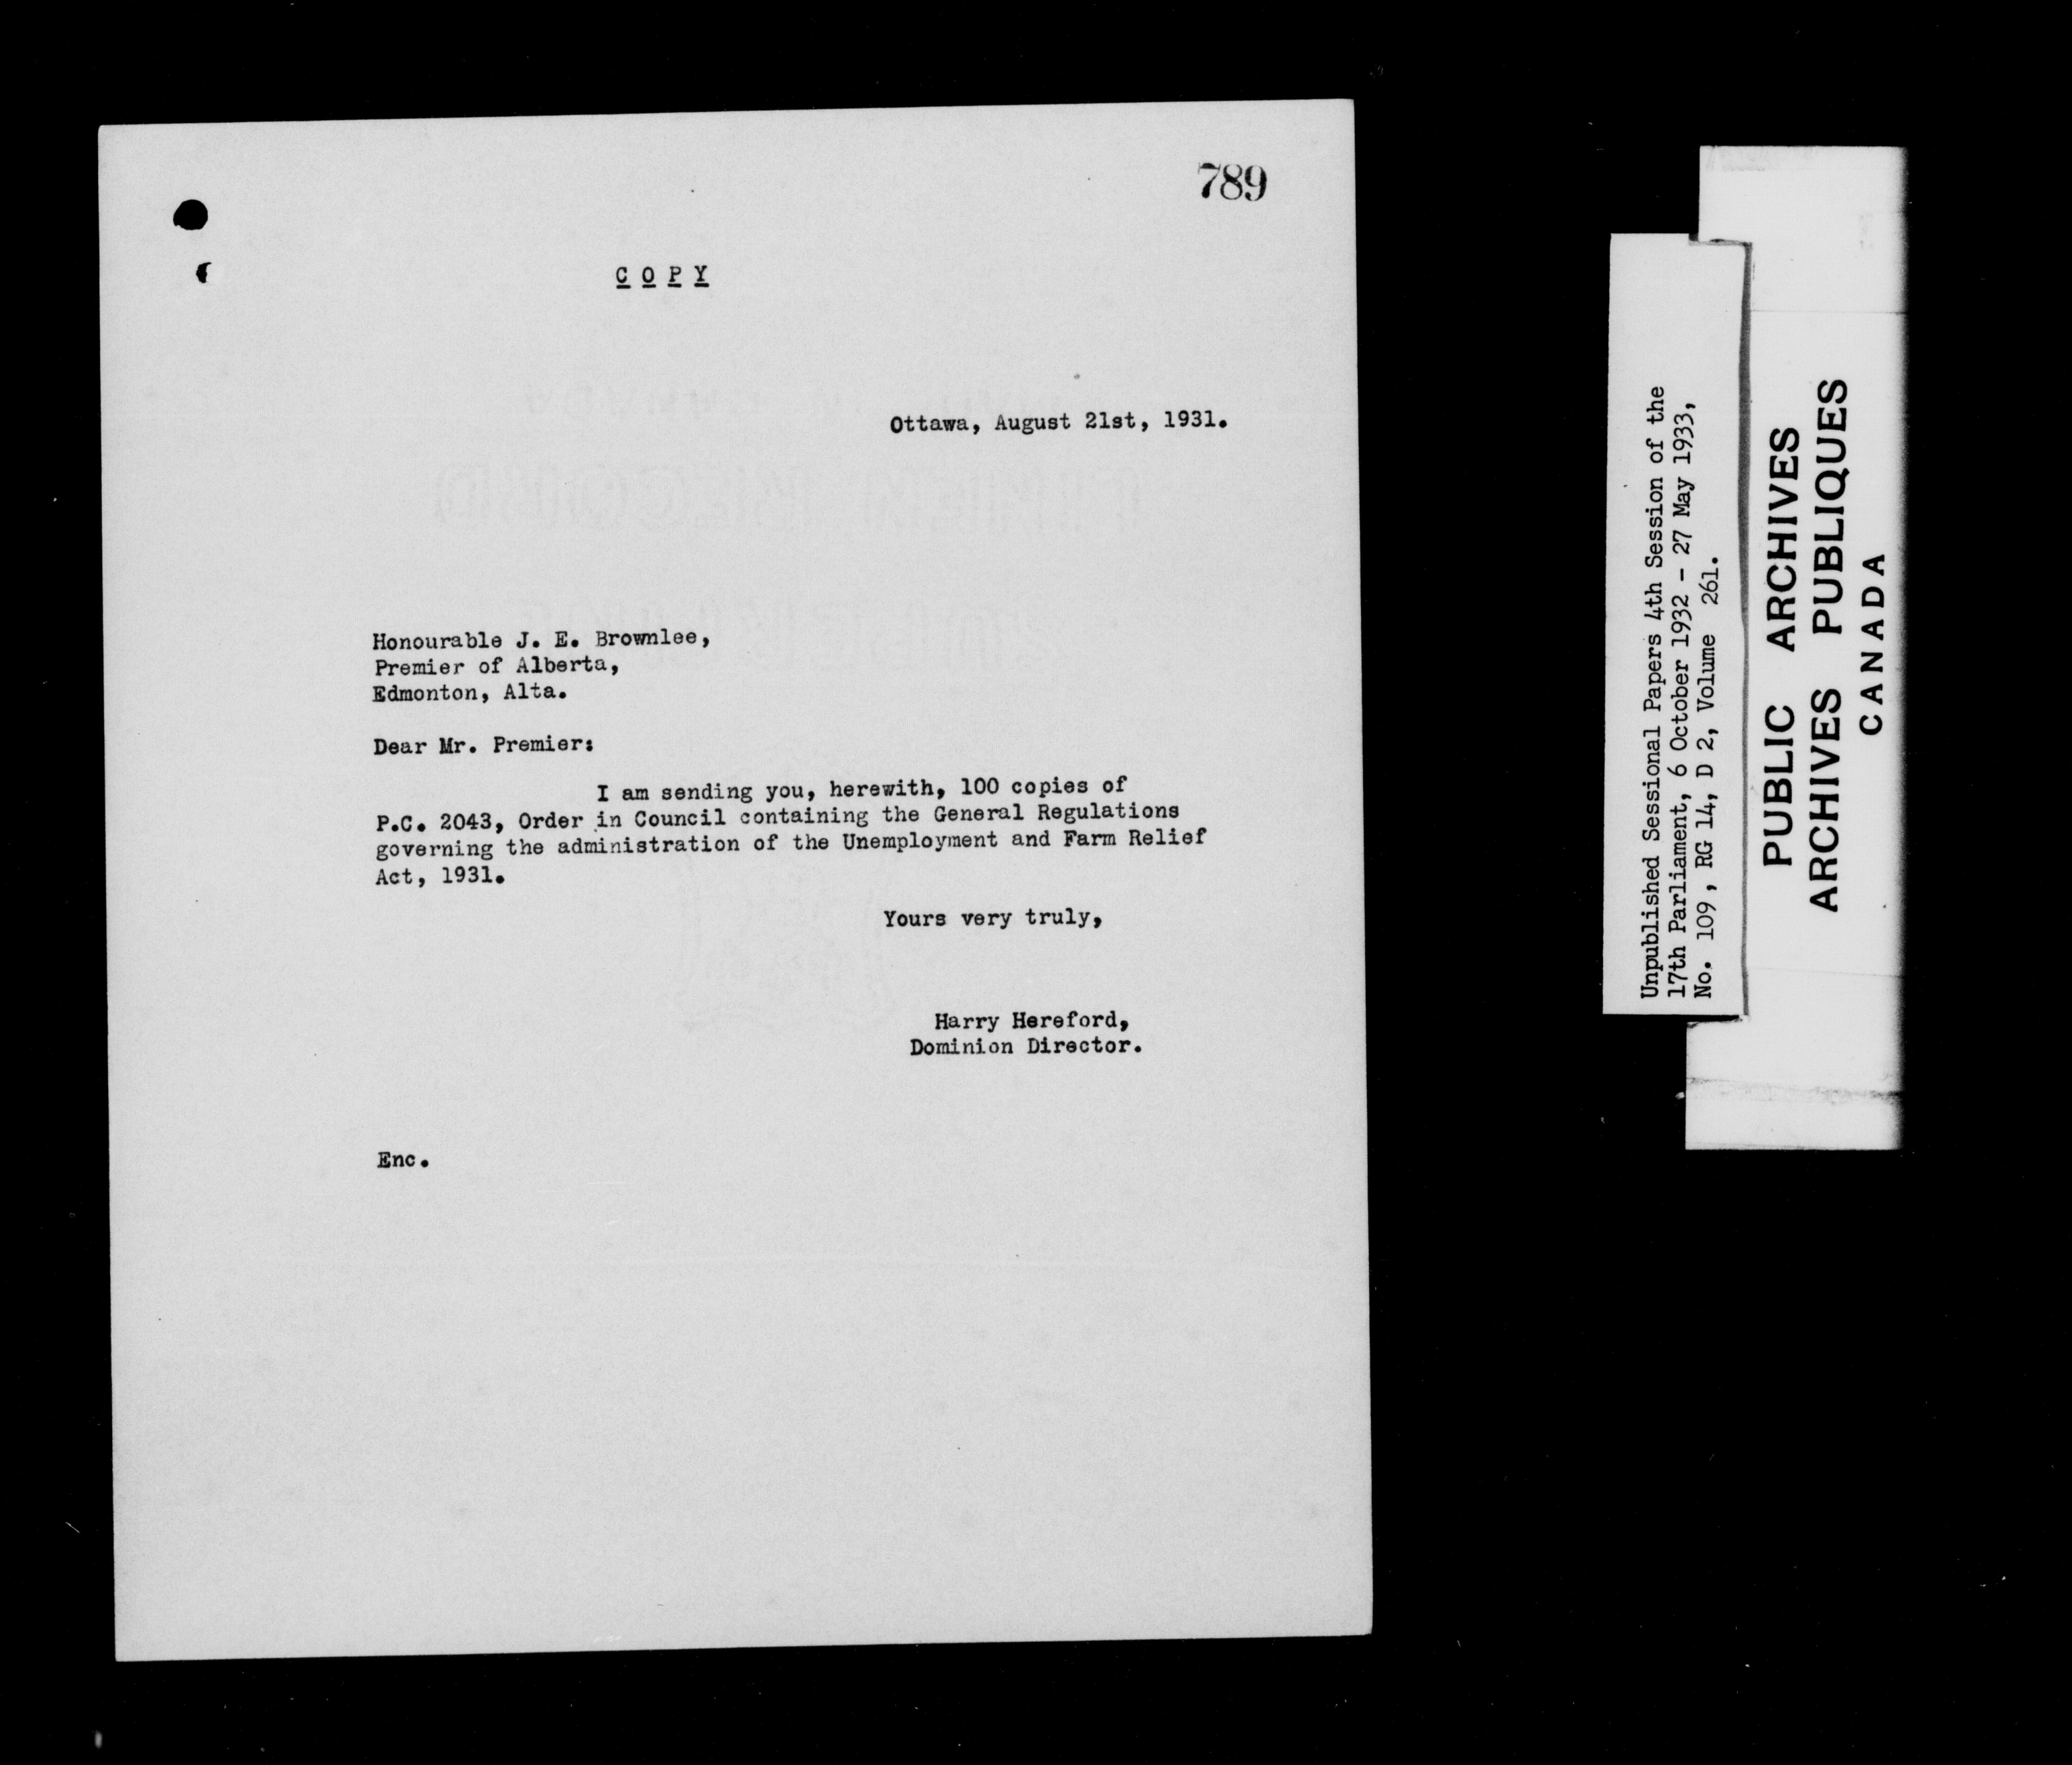 789
C O P Y
Ottawa, August 21st, 1931.
Honourable J. E. Brownlee,
Premier of Alberta,
Edmonton, Alta.
Dear Mr. Premier:
I am sending you, herewith, 100 copies of
P.C. 2043, Order in Council containing the General Regulations
governing the administration of the Unemployment and Farm Relief
Act, 1931.
Yours very truly,
Harry Hereford,
Dominion Director.
Enc.
Unpublished Sessional Papers 4th Session of the
17th Parliament, 6 October 1932 - 27 May 1933,
No. 109, RG 14, D 2, Volume 261.
PUBLIC ARCHIVES
ARCHIVES PUBLIQUES
CANADA